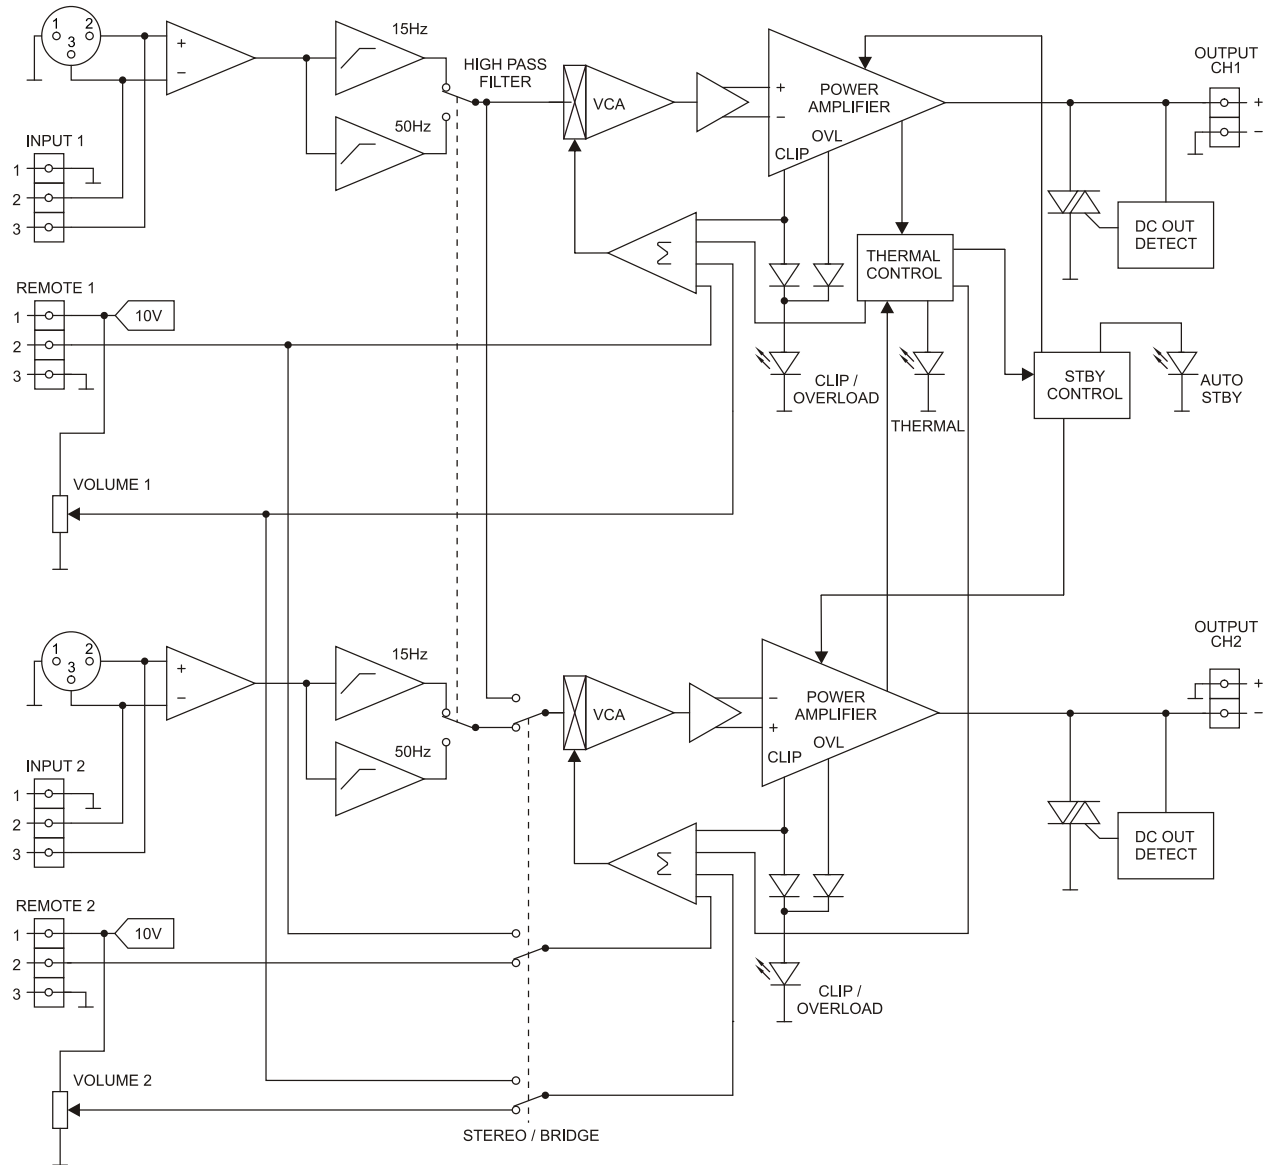 1 2
3
+
−
15Hz
HIGH PASS
FILTER
50Hz
VCA
+
−
POWER
AMPLIFIER
OVL
CLIP
OUTPUT
CH1
+
−
INPUT 1
1
2
3
Σ
THERMAL
CONTROL
DC OUT
DETECT
REMOTE 1
1
2
3
10V
CLIP /
OVERLOAD
THERMAL
STBY
CONTROL
AUTO
STBY
VOLUME 1
1 2
3
+
−
15Hz
50Hz
VCA
−
+
POWER
AMPLIFIER
OVL
CLIP
OUTPUT
CH2
+
−
INPUT 2
1
2
3
Σ
DC OUT
DETECT
REMOTE 2
1
2
3
10V
CLIP /
OVERLOAD
VOLUME 2
STEREO / BRIDGE